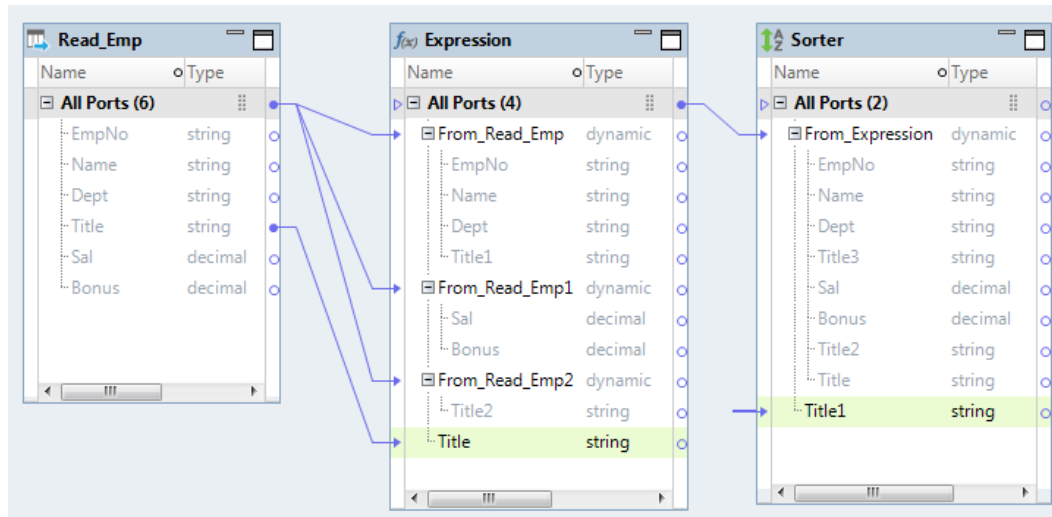 Read_Emp
Name Type
All Ports (6)
EmpNo string
Name string
Dept string
Title string
Sal decimal
Bonus decimal
f(x) Expression
Name Type
All Ports (4)
From_Read_Emp dynamic
EmpNo string
Name string
Dept string
Title1 string
From_Read_Emp1 dynamic
Sal decimal
Bonus decimal
From_Read_Emp2 dynamic
Title2 string
Title string
A Z Sorter
Name Type
All Ports (2)
From_Expression dynamic
EmpNo string
Name string
Dept string
Title3 string
Sal decimal
Bonus decimal
Title2 string
Title string
Title1 string